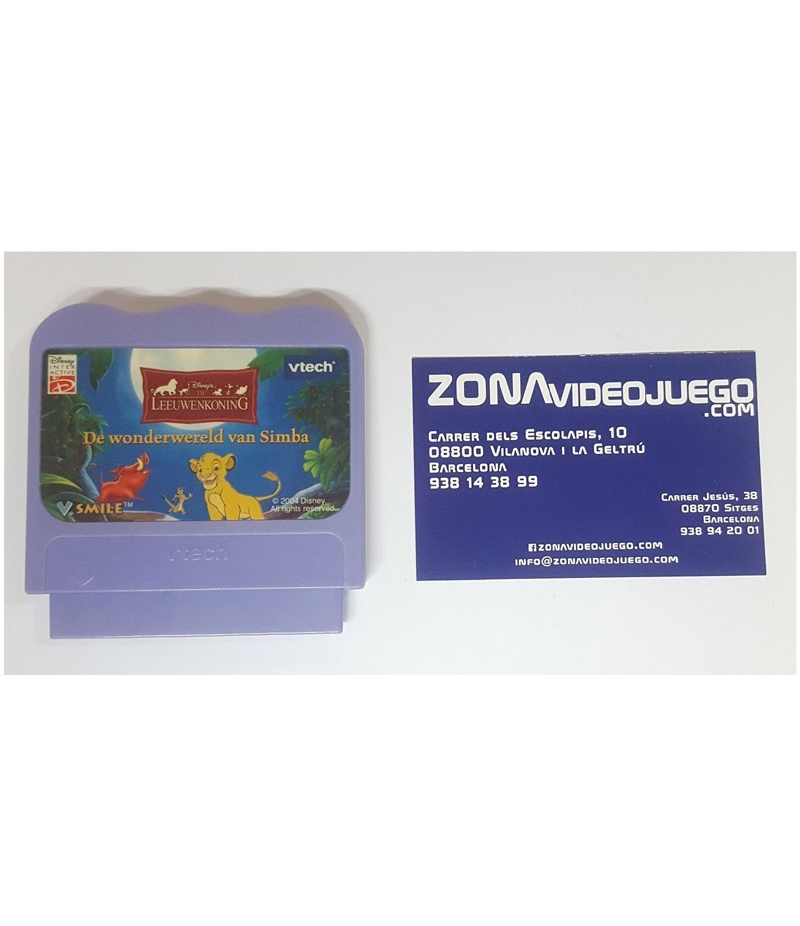 Disney
INTER
ACTIVE
vtech
Disney's
DE
LEEUWENKONING
De wonderwereld van Simba
V.SMILE™
© 2004 Disney.
All rights reserved.
vtech
ZONAVIDEOJUEGO
.COM
CARRER DELS ESCOLAPIS, 10
08800 VILANOVA I LA GELTRÚ
BARCELONA
938 14 38 99
CARRER JESÚS, 38
08870 SITGES
BARCELONA
938 94 20 01
ZONAVIDEOJUEGO.COM
INFO@ZONAVIDEOJUEGO.COM